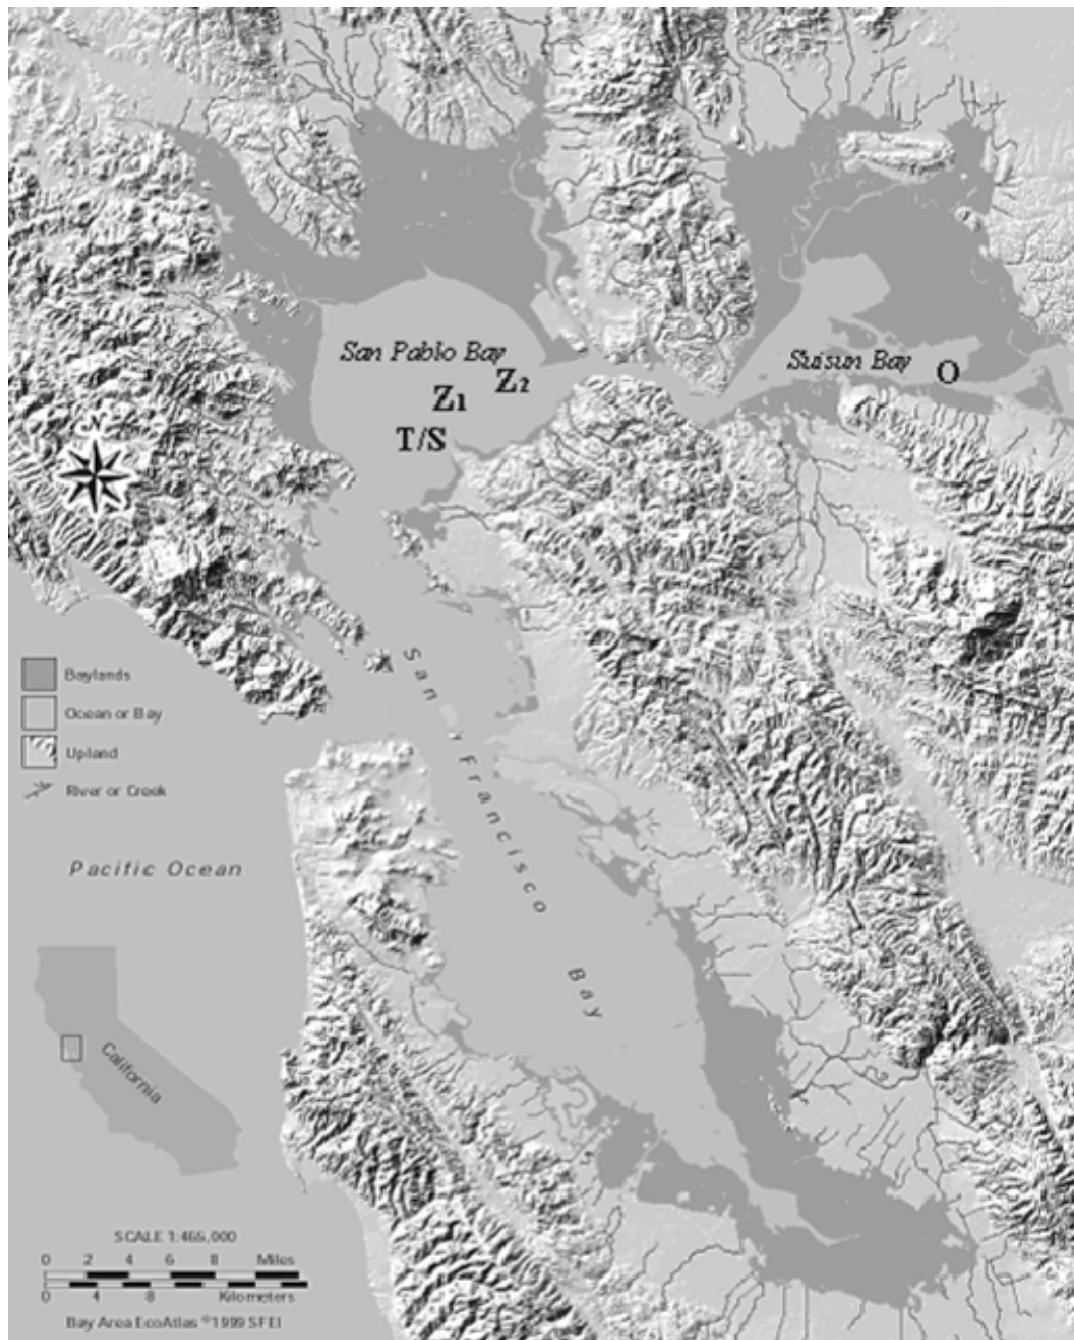 San Pablo Bay
Z2
Z1
T/S
Suisun Bay
O
N
San Francisco Bay
Baylands
Ocean or Bay
Upland
River or Creek
Pacific Ocean
California
SCALE 1:465,000
0 2 4 6 8 Miles
0 4 8 Kilometers
Bay Area EcoAtlas ©1999 SFEI